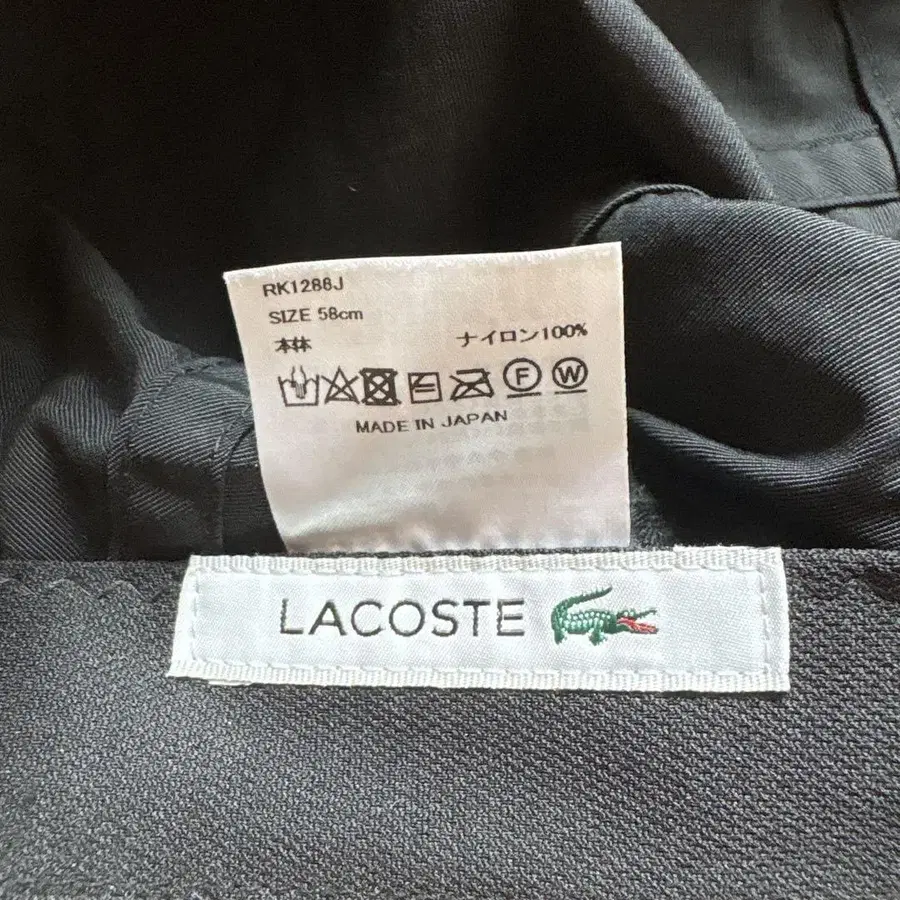 RK1288J
SIZE 58cm
本体 ナイロン100%
F W
MADE IN JAPAN
LACOSTE